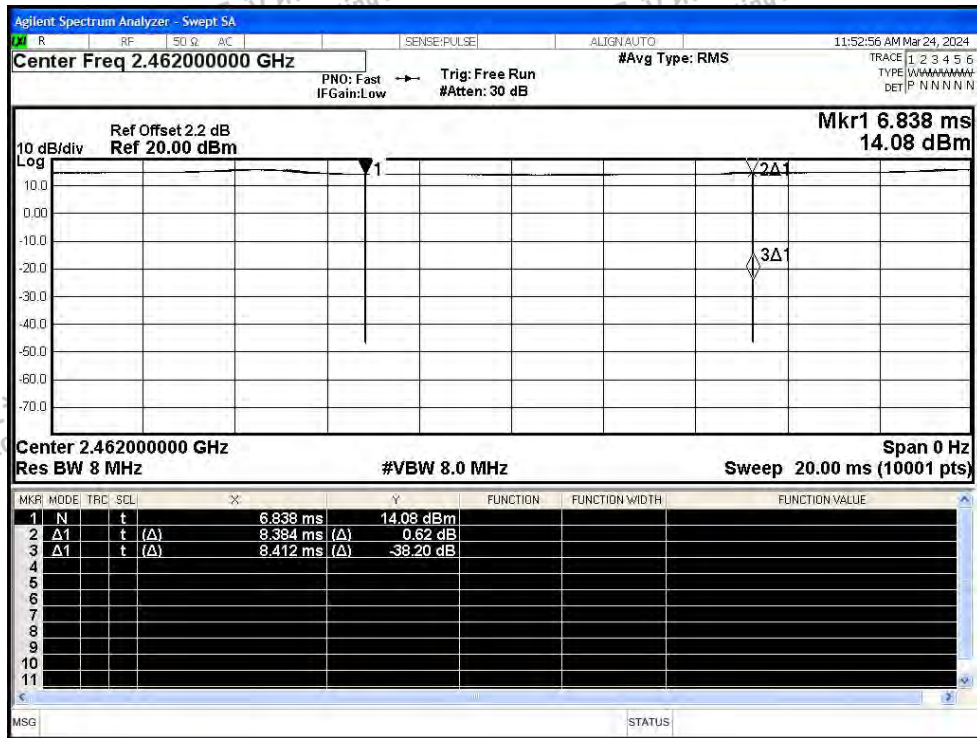 Agilent Spectrum Analyzer - Swept SA
LXI R RF 50 Ω AC SENSE:PULSE ALIGN AUTO 11:52:56 AM Mar 24, 2024
Center Freq 2.462000000 GHz #Avg Type: RMS TRACE 1 2 3 4 5 6
PNO: Fast Trig: Free Run TYPE
IFGain:Low #Atten: 30 dB DET P N N N N N
Mkr1 6.838 ms
Ref Offset 2.2 dB
10 dB/div Ref 20.00 dBm 14.08 dBm
Log
1 2Δ1
10.0
0.00
-10.0
3Δ1
-20.0
-30.0
-40.0
-50.0
-60.0
-70.0
Center 2.462000000 GHz Span 0 Hz
Res BW 8 MHz #VBW 8.0 MHz Sweep 20.00 ms (10001 pts)
MKR MODE TRC SCL X Y FUNCTION FUNCTION WIDTH FUNCTION VALUE
1 N t 6.838 ms 14.08 dBm
2 Δ1 t (Δ) 8.384 ms (Δ) 0.62 dB
3 Δ1 t (Δ) 8.412 ms (Δ) -38.20 dB
4
5
6
7
8
9
10
11
MSG STATUS